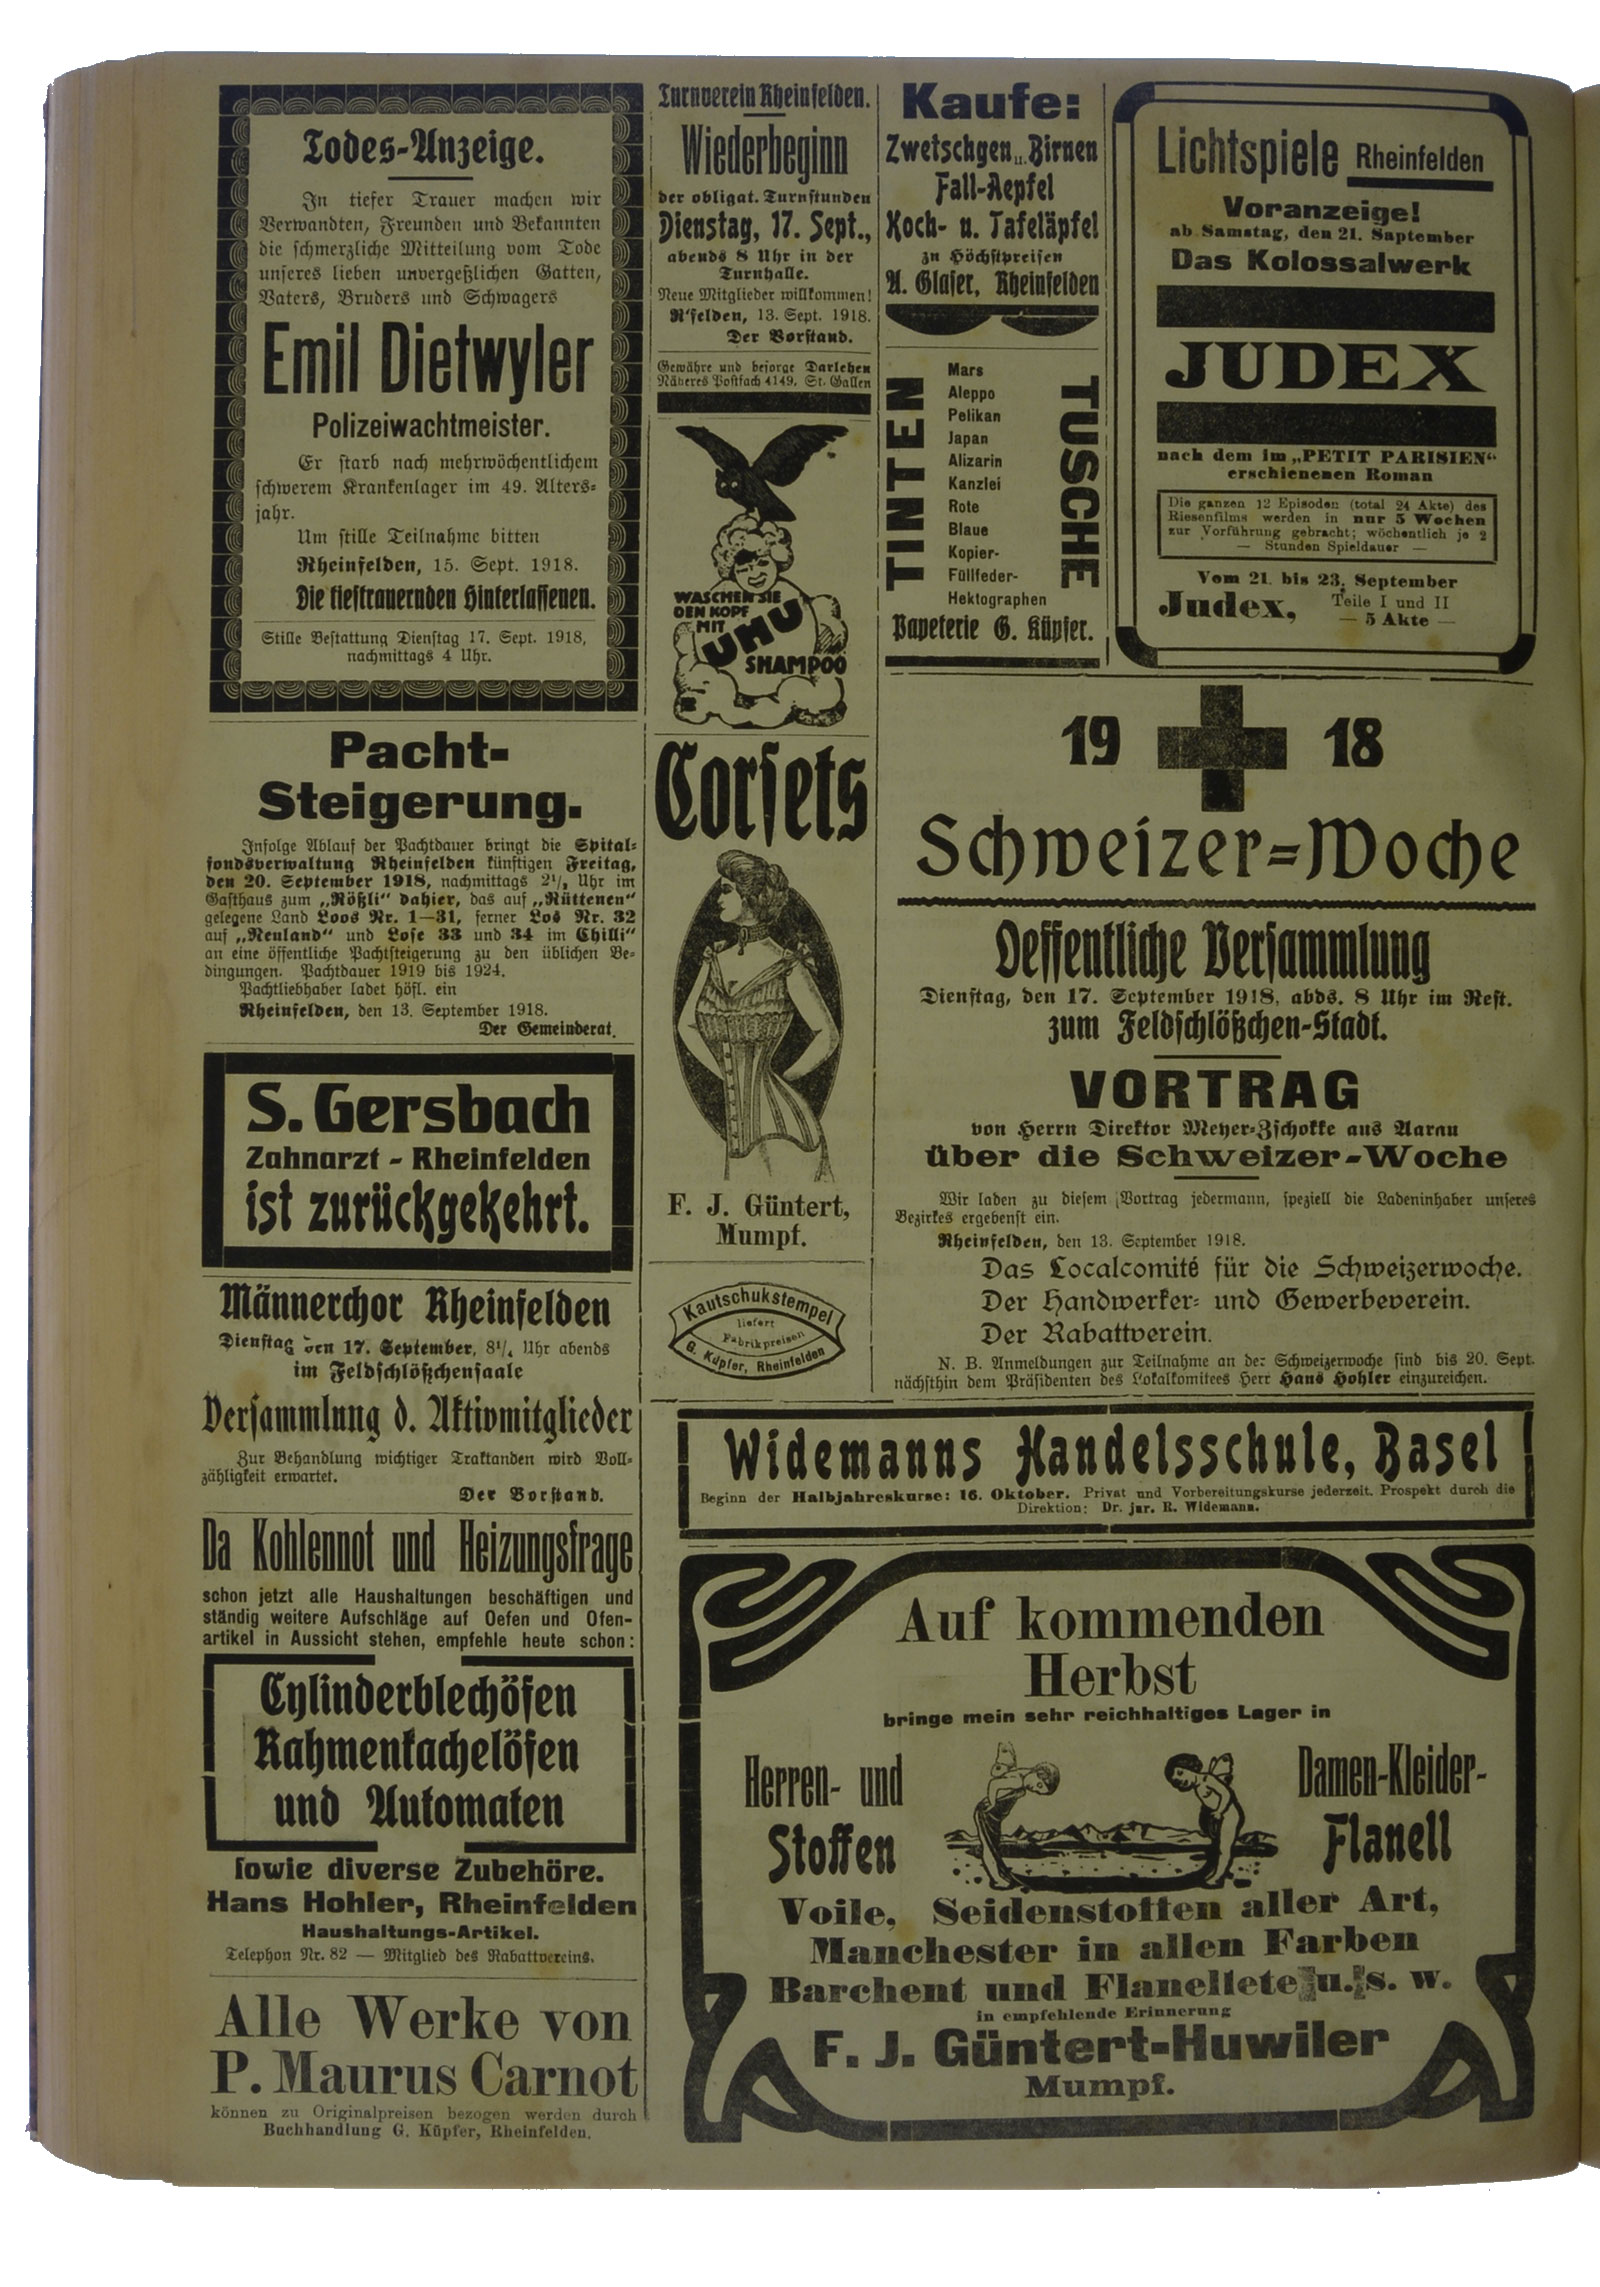 Todes-Anzeige.
In tiefer Trauer machen wir
Verwandten, Freunden und Bekannten
die schmerzliche Mitteilung vom Tode
unseres lieben unvergeßlichen Gatten,
Vaters, Bruders und Schwagers
Emil Dietwyler
Polizeiwachtmeister.
Er starb nach mehrwöchentlichem
schwerem Krankenlager im 49. Alters-
jahr.
Um stille Teilnahme bitten
Rheinfelden, 15. Sept. 1918.
Die tieftrauernden Hinterlassenen.
Stille Bestattung Dienstag 17. Sept. 1918,
nachmittags 4 Uhr.
Pacht-
Steigerung.
Infolge Ablauf der Pachtdauer bringt die Spital-
fondsverwaltung Rheinfelden künftigen Freitag,
den 20. September 1918, nachmittags 2½ Uhr im
Gasthaus zum „Rößli“ dahier, das auf „Rüttenen“
gelegene Land Loos Nr. 1—31, ferner Los Nr. 32
auf „Neuland“ und Lose 33 und 34 im Chilli“
an eine öffentliche Pachtsteigerung zu den üblichen Be-
dingungen. Pachtdauer 1919 bis 1924.
Pachtliebhaber ladet höfl. ein
Rheinfelden, den 13. September 1918.
Der Gemeinderat.
S. Gersbach
Zahnarzt - Rheinfelden
ist zurückgekehrt.
Männerchor Rheinfelden
Dienstag den 17. September, 8¼ Uhr abends
im Feldschlößchensaale
Versammlung d. Aktivmitglieder
Zur Behandlung wichtiger Traktanden wird Voll-
zähligkeit erwartet.
Der Vorstand.
Da Kohlennot und Heizungsfrage
schon jetzt alle Haushaltungen beschäftigen und
ständig weitere Aufschläge auf Oefen und Ofen-
artikel in Aussicht stehen, empfehle heute schon:
Cylinderblechöfen
Rahmenkachelöfen
und Automaten
sowie diverse Zubehöre.
Hans Hohler, Rheinfelden
Haushaltungs-Artikel.
Telephon Nr. 82 — Mitglied des Rabattvereins.
Alle Werke von
P. Maurus Carnot
können zu Originalpreisen bezogen werden durch
Buchhandlung G. Küpfer, Rheinfelden.
Turnverein Rheinfelden.
Wiederbeginn
der obligat. Turnstunden
Dienstag, 17. Sept.,
abends 8 Uhr in der
Turnhalle.
Neue Mitglieder willkommen!
R'felden, 13. Sept. 1918.
Der Vorstand.
Gewähre und besorge Darlehen
Näheres Postfach 4149, St. Gallen
WASCHEN SIE
DEN KOPF
MIT
UHU
SHAMPOO
Corsets
F. J. Güntert,
Mumpf.
Kautschukstempel
liefert
Fabrikpreisen
G. Küpfer, Rheinfelden
Kaufe:
Zwetschgen u. Birnen
Fall-Aepfel
Koch- u. Tafeläpfel
zu Höchstpreisen
A. Glaser, Rheinfelden
TINTEN
Mars
Aleppo
Pelikan
Japan
Alizarin
Kanzlei
Rote
Blaue
Kopier-
Füllfeder-
Hektographen
TUSCHE
Papeterie G. Küpfer.
Lichtspiele Rheinfelden
Voranzeige!
ab Samstag, den 21. September
Das Kolossalwerk
JUDEX
nach dem im „PETIT PARISIEN“
erschienenen Roman
Die ganzen 12 Episoden (total 24 Akte) des
Riesenfilms werden in nur 5 Wochen
zur Vorführung gebracht; wöchentlich je 2
— Stunden Spieldauer —
Vom 21. bis 23. September
Judex, Teile I und II
— 5 Akte —
19 18
Schweizer-Woche
Oeffentliche Versammlung
Dienstag, den 17. September 1918, abds. 8 Uhr im Rest.
zum Feldschlößchen-Stadt.
VORTRAG
von Herrn Direktor Meyer-Zschokke aus Aarau
über die Schweizer-Woche
Wir laden zu diesem Vortrag jedermann, speziell die Ladeninhaber unseres
Bezirkes ergebenst ein.
Rheinfelden, den 13. September 1918.
Das Localcomité für die Schweizerwoche.
Der Handwerker- und Gewerbeverein.
Der Rabattverein.
N. B. Anmeldungen zur Teilnahme an der Schweizerwoche sind bis 20. Sept.
nächsthin dem Präsidenten des Lokalkomitees Herr Hans Hohler einzureichen.
Widemanns Handelsschule, Basel
Beginn der Halbjahreskurse: 16. Oktober. Privat und Vorbereitungskurse jederzeit. Prospekt durch die
Direktion: Dr. jur. R. Widemann.
Auf kommenden
Herbst
bringe mein sehr reichhaltiges Lager in
Herren- und
Stoffen
Damen-Kleider-
Flanell
Voile, Seidenstoffen aller Art,
Manchester in allen Farben
Barchent und Flanellete u. s. w.
in empfehlende Erinnerung
F. J. Güntert-Huwiler
Mumpf.